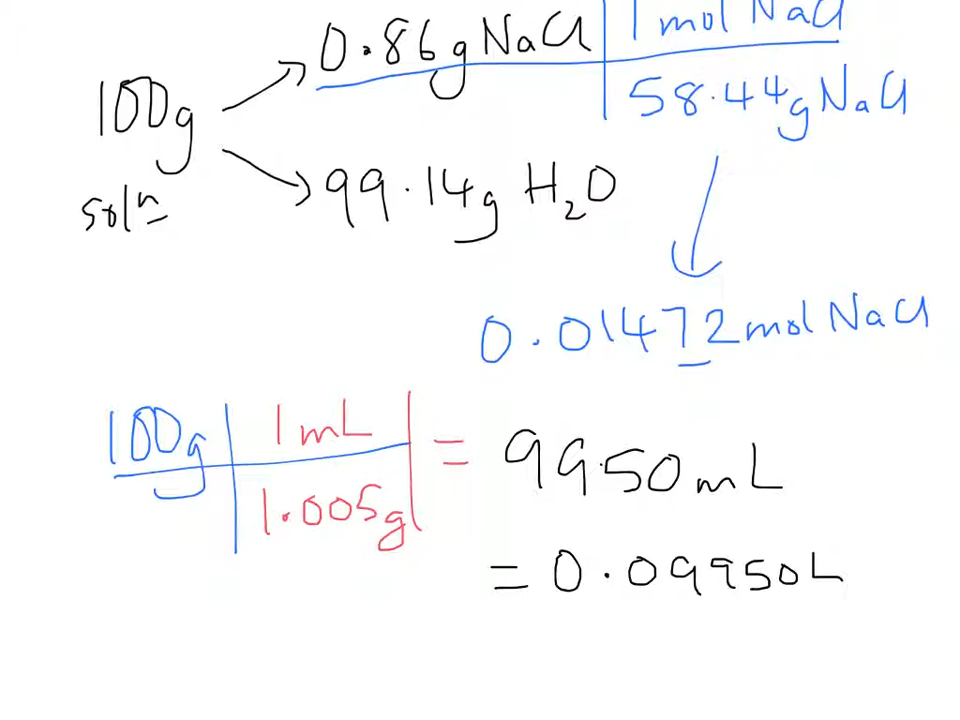 0.86g NaCl 1 mol NaCl
100g 58.44g NaCl
soln 99.14g H2O
0.01472 mol NaCl
100g 1mL = 99.50 mL
1.005g
= 0.09950L